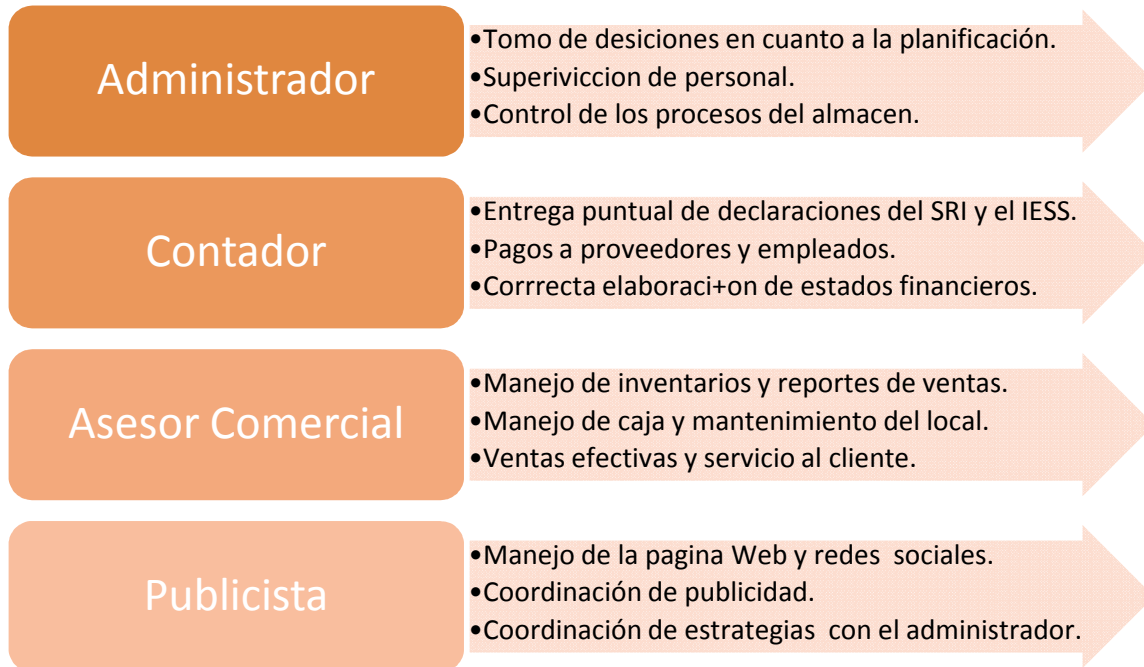 Administrador
•Tomo de desiciones en cuanto a la planificación.
•Superiviccion de personal.
•Control de los procesos del almacen.
Contador
•Entrega puntual de declaraciones del SRI y el IESS.
•Pagos a proveedores y empleados.
•Corrrecta elaboraci+on de estados financieros.
Asesor Comercial
•Manejo de inventarios y reportes de ventas.
•Manejo de caja y mantenimiento del local.
•Ventas efectivas y servicio al cliente.
Publicista
•Manejo de la pagina Web y redes  sociales.
•Coordinación de publicidad.
•Coordinación de estrategias  con el administrador.